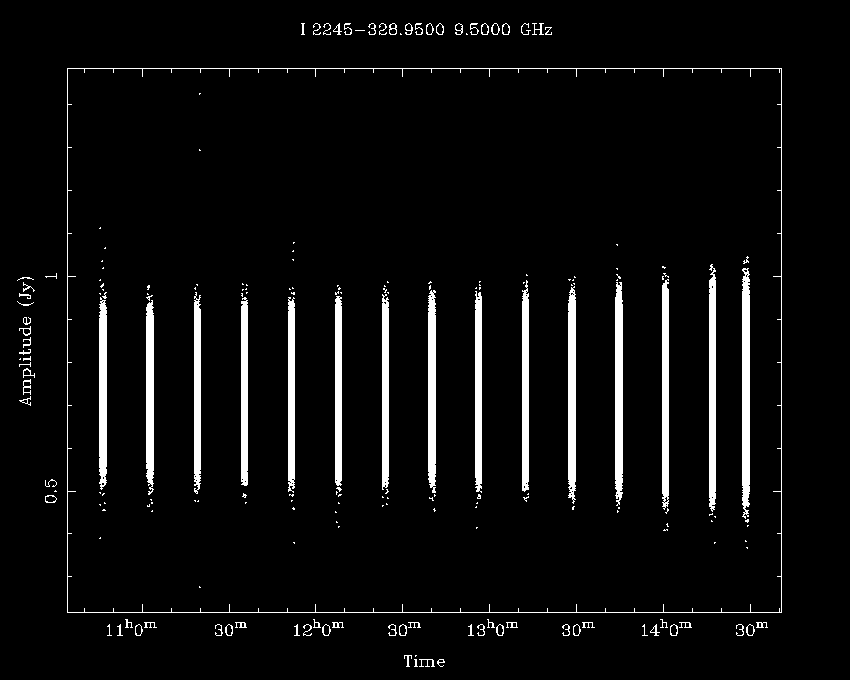 I 2245−328.9500 9.5000 GHz
Amplitude (Jy)
1
0.5
11ʰ0ᵐ 30ᵐ 12ʰ0ᵐ 30ᵐ 13ʰ0ᵐ 30ᵐ 14ʰ0ᵐ 30ᵐ
Time